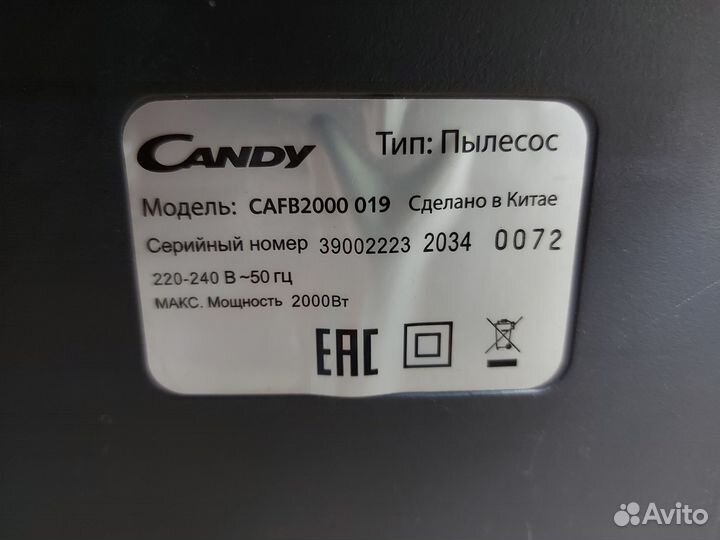 CANDY Тип: Пылесос
Модель: CAFB2000 019 Сделано в Китае
Серийный номер 39002223 2034 0072
220-240 В ~50 гц
МАКС. Мощность 2000Вт
EAC
Avito